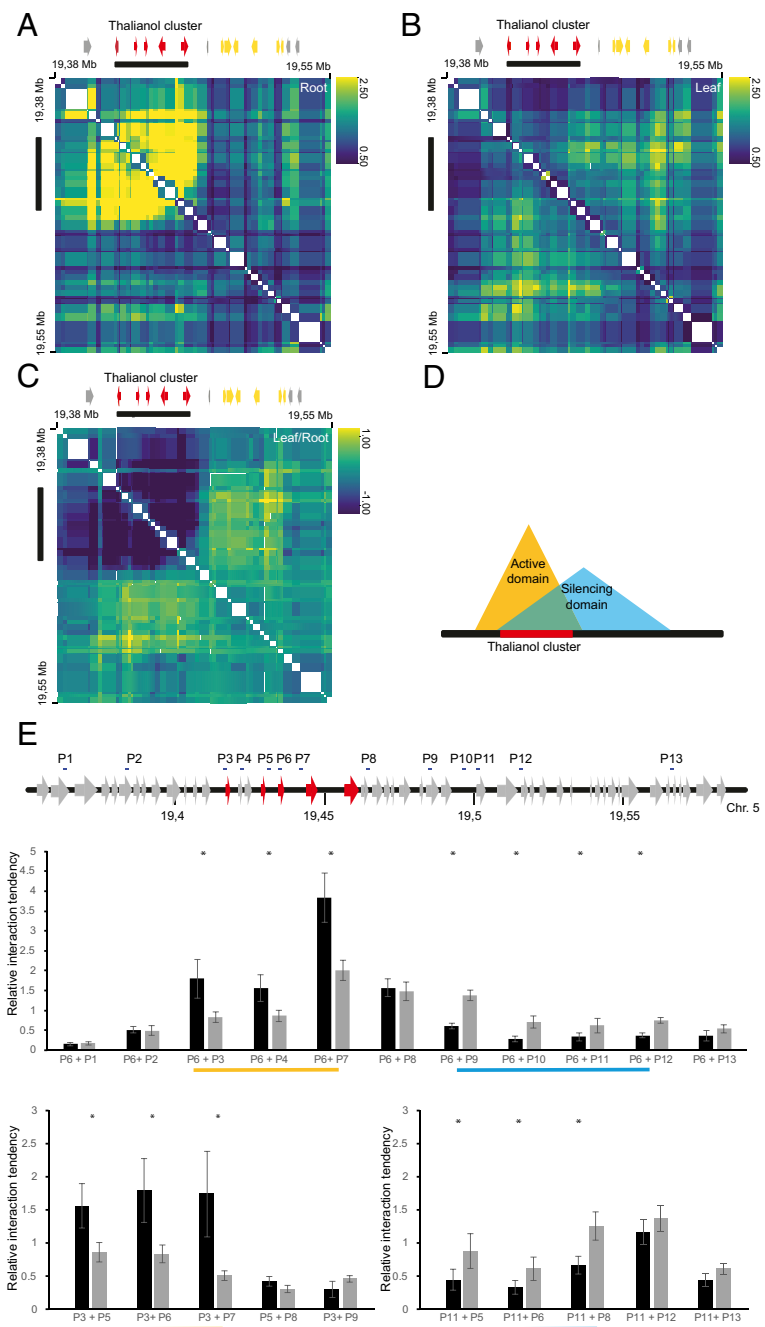 A
Thalianol cluster
19,38 Mb
19,55 Mb
19,38 Mb
19,55 Mb
Root
2.50
0.50
B
Thalianol cluster
19,38 Mb
19,55 Mb
19,38 Mb
19,55 Mb
Leaf
2.50
0.50
C
Thalianol cluster
19,38 Mb
19,55 Mb
19,38 Mb
19,55 Mb
Leaf/Root
1.00
-1.00
D
Active
domain
Silencing
domain
Thalianol cluster
E
P1 P2 P3 P4 P5 P6 P7 P8 P9 P10 P11 P12 P13
19,4 19,45 19,5 19,55 Chr. 5
Relative interaction tendency
5
4.5
4
3.5
3
2.5
2
1.5
1
0.5
0
* * * * * * *
P6 + P1 P6+ P2 P6 + P3 P6 + P4 P6+ P7 P6 + P8 P6 + P9 P6 + P10 P6 + P11 P6 + P12 P6 + P13
Relative interaction tendency
3
2.5
2
1.5
1
0.5
0
* * *
P3 + P5 P3+ P6 P3 + P7 P5 + P8 P3+ P9
Relative interaction tendency
3
2.5
2
1.5
1
0.5
0
* * *
P11 + P5 P11+ P6 P11 + P8 P11 + P12 P11+ P13